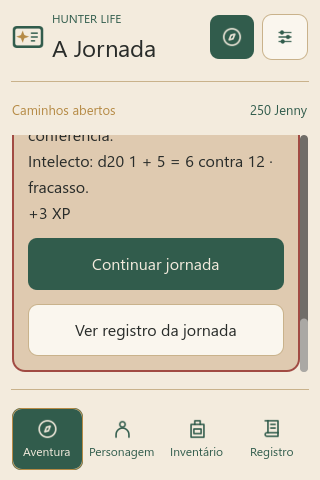 HUNTER LIFE
A Jornada
Caminhos abertos
250 Jenny
conferência.
Intelecto: d20 1 + 5 = 6 contra 12 ·
fracasso.
+3 XP
Continuar jornada
Ver registro da jornada
Aventura
Personagem
Inventário
Registro